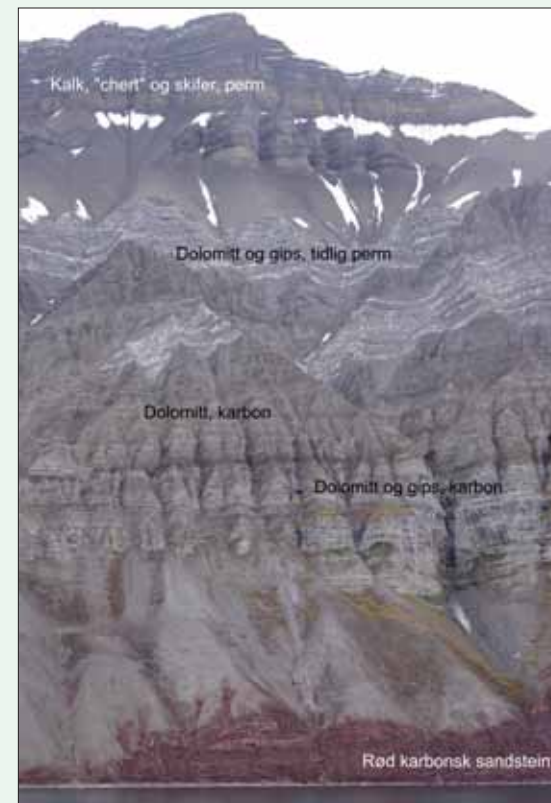 Kalk, "chert" og skifer, perm
Dolomitt og gips, tidlig perm
Dolomitt, karbon
Dolomitt og gips, karbon
Rød karbonsk sandstein